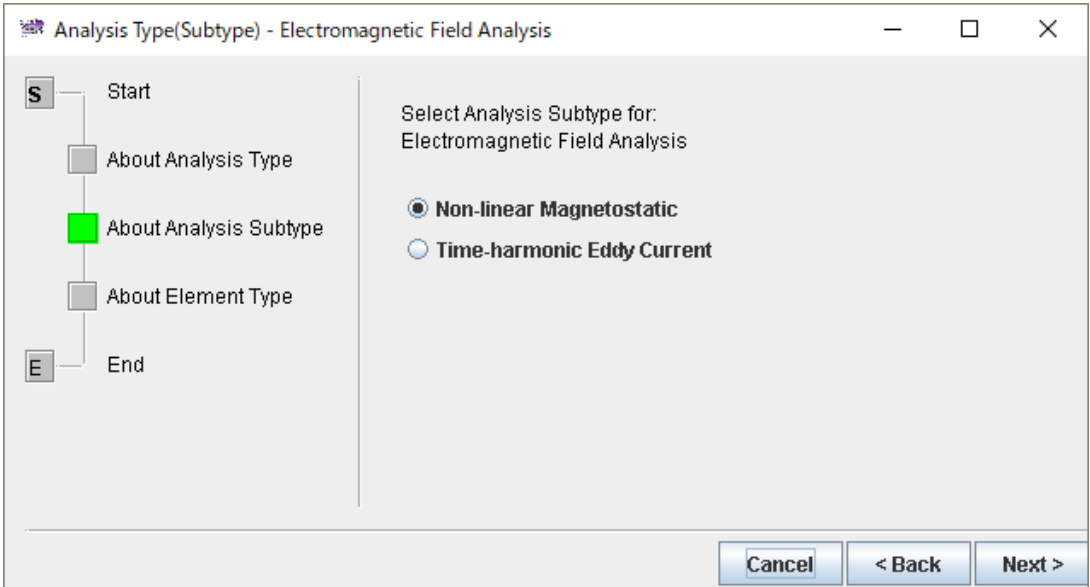 Analysis Type(Subtype) - Electromagnetic Field Analysis
S Start
About Analysis Type
About Analysis Subtype
About Element Type
E End
Select Analysis Subtype for:
Electromagnetic Field Analysis
Non-linear Magnetostatic
Time-harmonic Eddy Current
Cancel < Back Next >